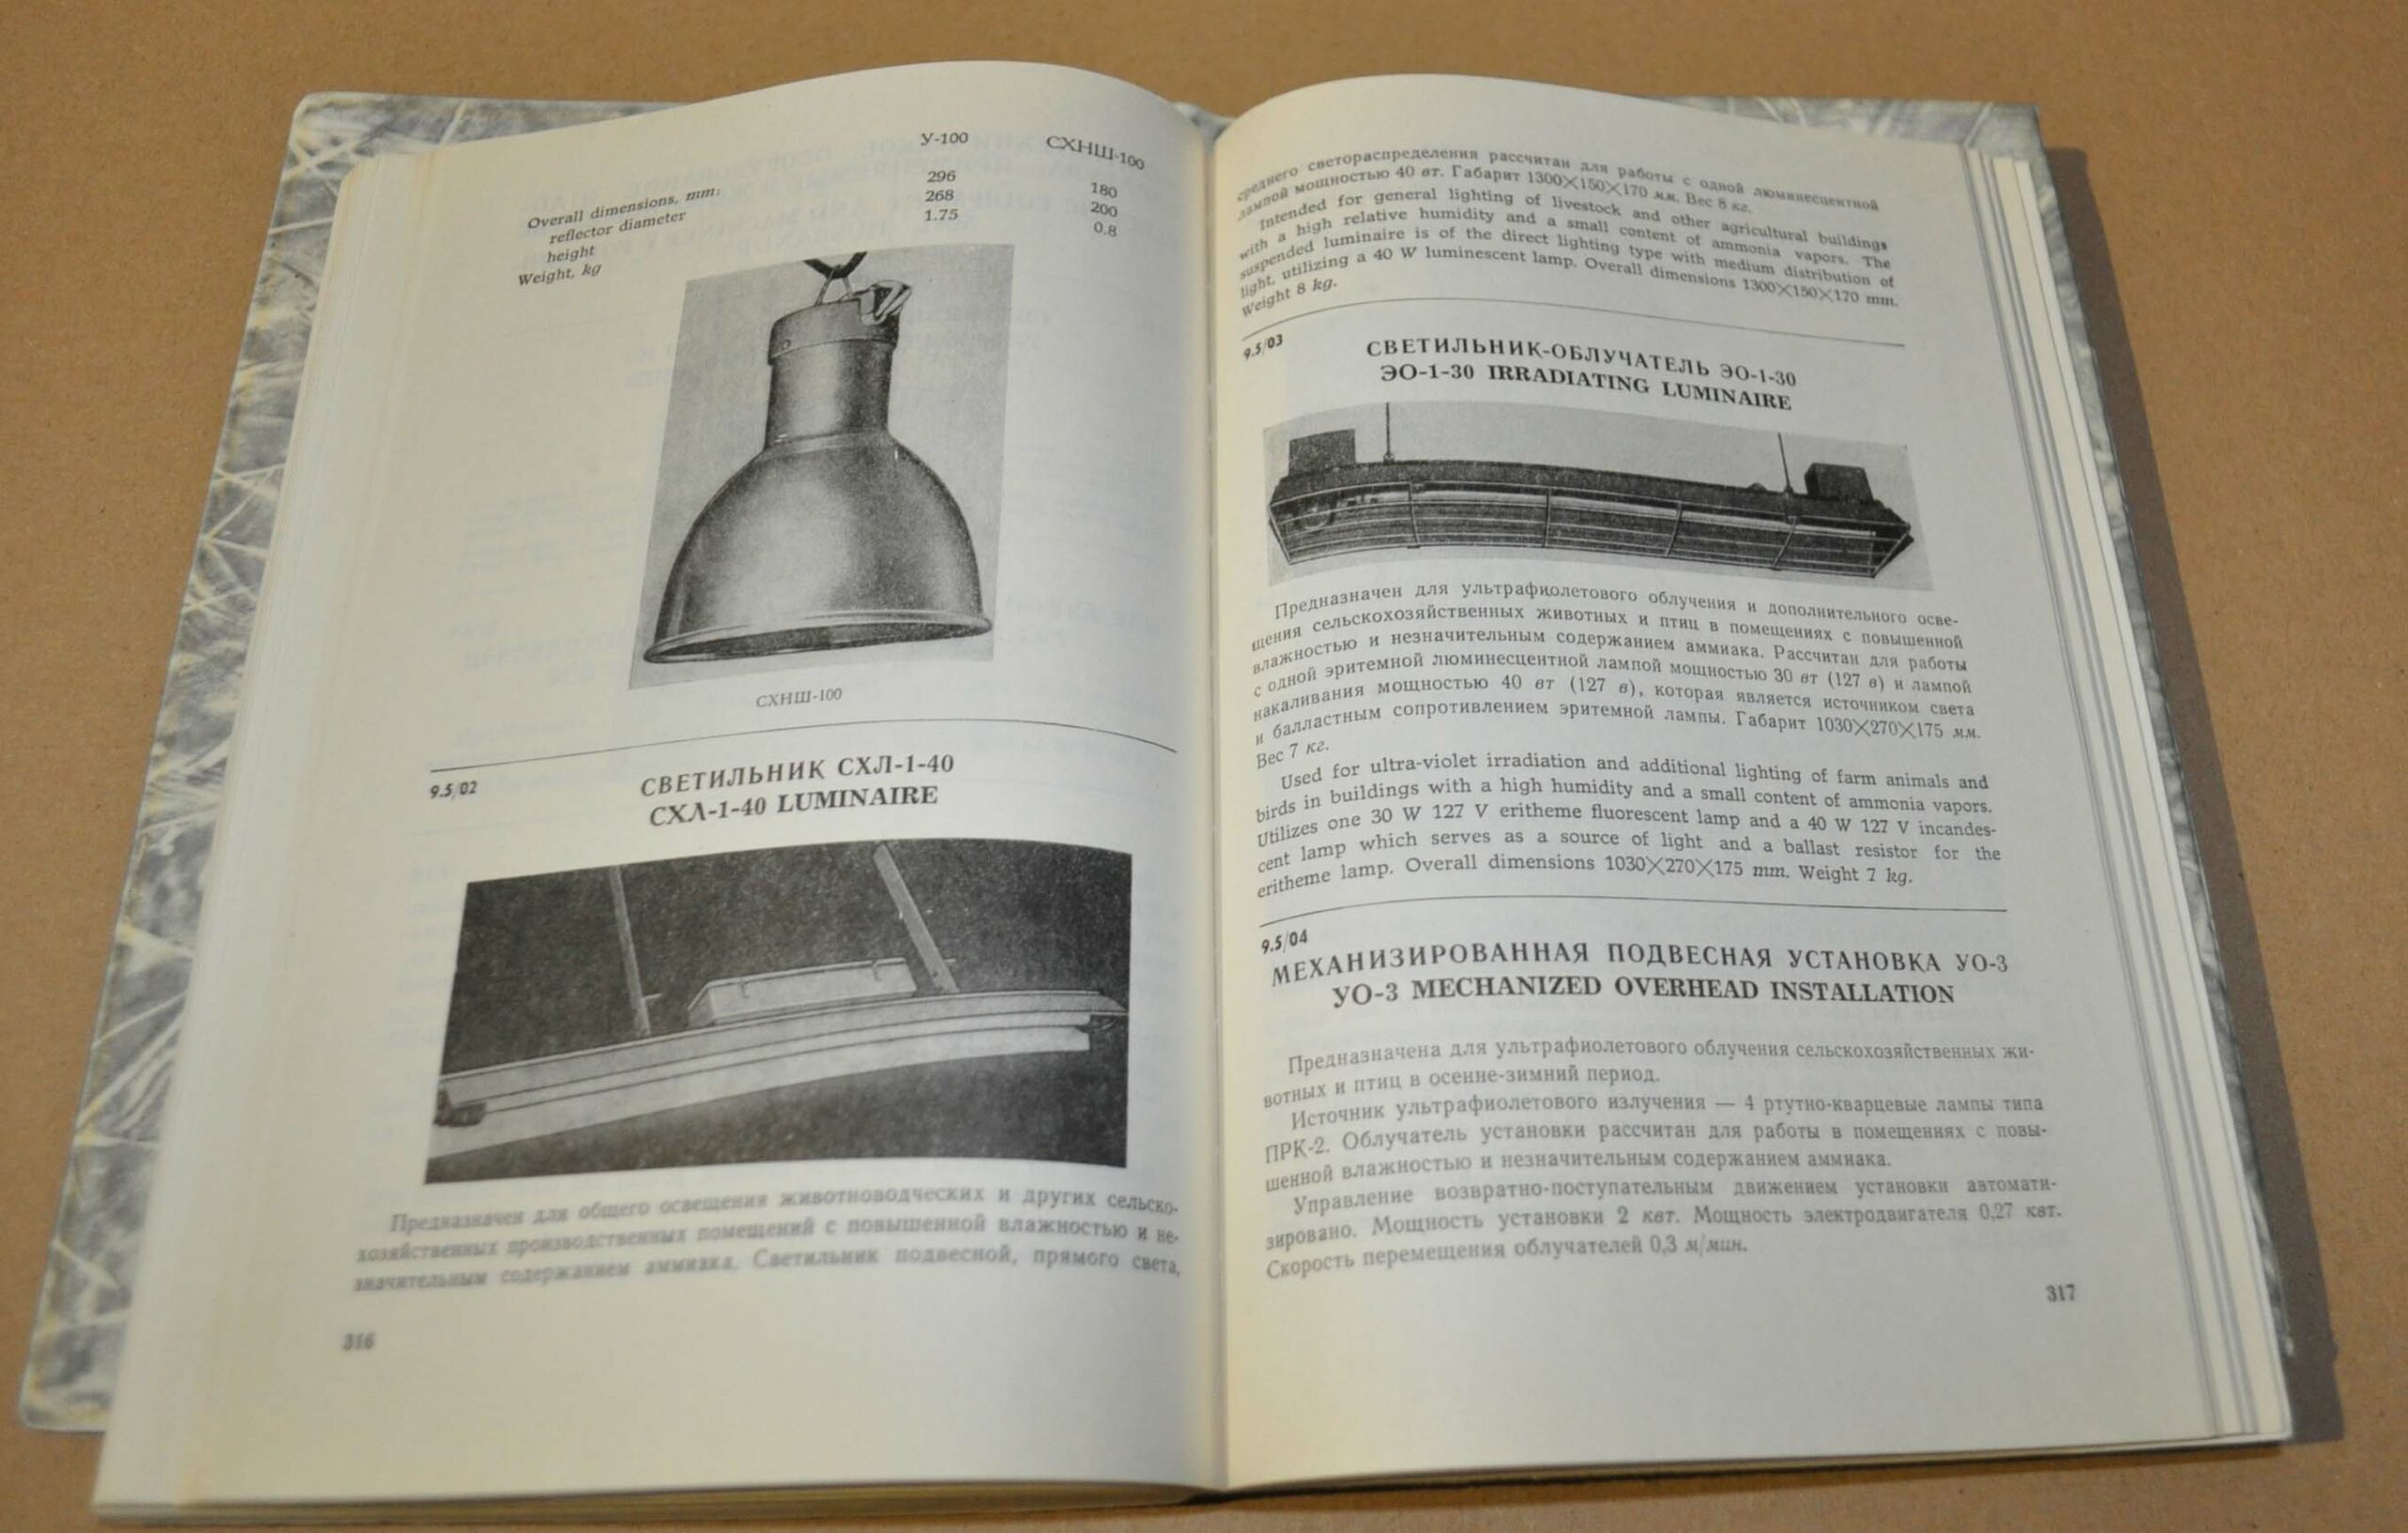 У-100 СХНШ-100
Overall dimensions, mm:
reflector diameter 296 180
height 268 200
Weight, kg 1.75 0.8
СХНШ-100
9.5/02
СВЕТИЛЬНИК СХЛ-1-40
СХЛ-1-40 LUMINAIRE
Предназначен для общего освещения животноводческих и других сельско-
хозяйственных производственных помещений с повышенной влажностью и не-
значительным содержанием аммиака. Светильник подвесной, прямого света,
316
среднего светораспределения рассчитан для работы с одной люминесцентной
лампой мощностью 40 вт. Габарит 1300×150×170 мм. Вес 8 кг.
Intended for general lighting of livestock and other agricultural buildings
with a high relative humidity and a small content of ammonia vapors. The
suspended luminaire is of the direct lighting type with medium distribution of
light, utilizing a 40 W luminescent lamp. Overall dimensions 1300×150×170 mm.
Weight 8 kg.
9.5/03
СВЕТИЛЬНИК-ОБЛУЧАТЕЛЬ ЭО-1-30
ЭО-1-30 IRRADIATING LUMINAIRE
Предназначен для ультрафиолетового облучения и дополнительного осве-
щения сельскохозяйственных животных и птиц в помещениях с повышенной
влажностью и незначительным содержанием аммиака. Рассчитан для работы
с одной эритемной люминесцентной лампой мощностью 30 вт (127 в) и лампой
накаливания мощностью 40 вт (127 в), которая является источником света
и балластным сопротивлением эритемной лампы. Габарит 1030×270×175 мм.
Вес 7 кг.
Used for ultra-violet irradiation and additional lighting of farm animals and
birds in buildings with a high humidity and a small content of ammonia vapors.
Utilizes one 30 W 127 V eritheme fluorescent lamp and a 40 W 127 V incandes-
cent lamp which serves as a source of light and a ballast resistor for the
eritheme lamp. Overall dimensions 1030×270×175 mm. Weight 7 kg.
9.5/04
МЕХАНИЗИРОВАННАЯ ПОДВЕСНАЯ УСТАНОВКА УО-3
УО-3 MECHANIZED OVERHEAD INSTALLATION
Предназначена для ультрафиолетового облучения сельскохозяйственных жи-
вотных и птиц в осенне-зимний период.
Источник ультрафиолетового излучения — 4 ртутно-кварцевые лампы типа
ПРК-2. Облучатель установки рассчитан для работы в помещениях с повы-
шенной влажностью и незначительным содержанием аммиака.
Управление возвратно-поступательным движением установки автомати-
зировано. Мощность установки 2 квт. Мощность электродвигателя 0,27 квт.
Скорость перемещения облучателей 0,3 м/мин.
317